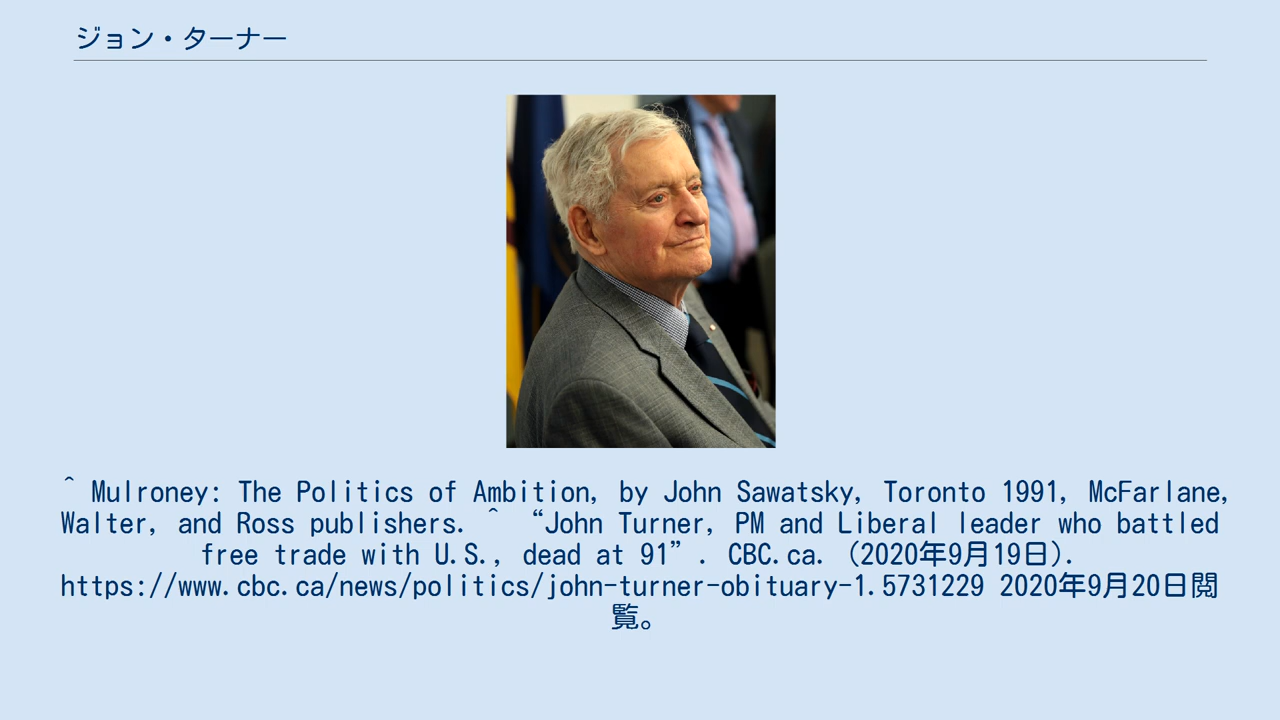 ジョン・ターナー
^ Mulroney: The Politics of Ambition, by John Sawatsky, Toronto 1991, McFarlane,
Walter, and Ross publishers. ^ “John Turner, PM and Liberal leader who battled
free trade with U.S., dead at 91”. CBC.ca. (2020年9月19日).
https://www.cbc.ca/news/politics/john-turner-obituary-1.5731229 2020年9月20日閲
覧。